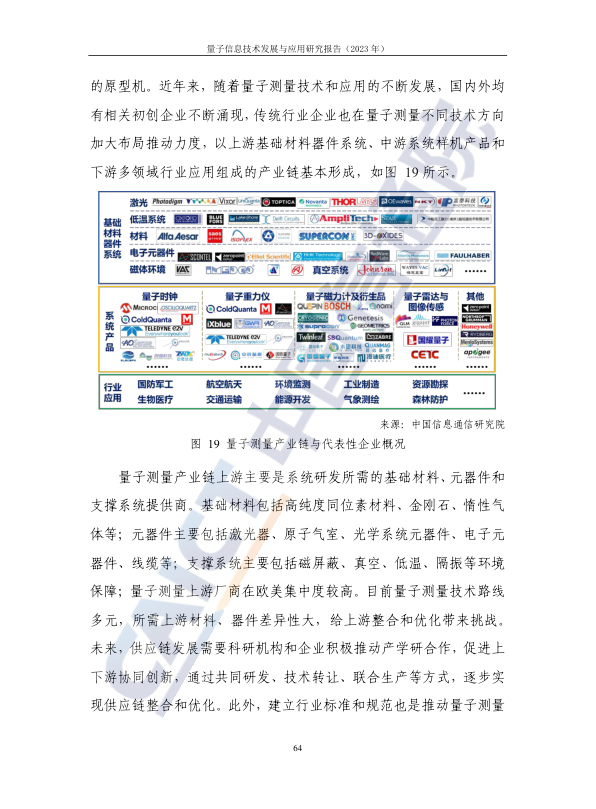 量子信息技术发展与应用研究报告（2023 年）
的原型机。近年来，随着量子测量技术和应用的不断发展，国内外均
有相关初创企业不断涌现，传统行业企业也在量子测量不同技术方向
加大布局推动力度，以上游基础材料器件系统、中游系统样机产品和
下游多领域行业应用组成的产业链基本形成，如图 19 所示。
基础材料器件系统
激光 Photodigm Vixar TOPTICA Novanta THOR LABS
低温系统 BLUE FORS AmpliTech
材料 Alfa Aesar ISOFLEX SUPERCON 3D-OXIDES
电子元器件 FAULHABER
磁体环境 VAC 真空系统 Johnsen ……
系统产品
量子时钟 量子重力仪 量子磁力计及衍生品 量子雷达与图像传感 其他
ColdQuanta iXblue TELEDYNE e2v BOSCH Genetesis GEOMETRICS Twinleaf SBQuantum 国耀量子 CETC Honeywell MenloSystems apogee
…… …… …… ……
行业应用
国防军工 航空航天 环境监测 工业制造 资源勘探 ……
生物医疗 交通运输 能源开发 气象测绘 森林防护
来源：中国信息通信研究院
图 19 量子测量产业链与代表性企业概况
量子测量产业链上游主要是系统研发所需的基础材料、元器件和
支撑系统提供商。基础材料包括高纯度同位素材料、金刚石、惰性气
体等；元器件主要包括激光器、原子气室、光学系统元器件、电子元
器件、线缆等；支撑系统主要包括磁屏蔽、真空、低温、隔振等环境
保障；量子测量上游厂商在欧美集中度较高。目前量子测量技术路线
多元，所需上游材料、器件差异性大，给上游整合和优化带来挑战。
未来，供应链发展需要科研机构和企业积极推动产学研合作，促进上
下游协同创新，通过共同研发、技术转让、联合生产等方式，逐步实
现供应链整合和优化。此外，建立行业标准和规范也是推动量子测量
64